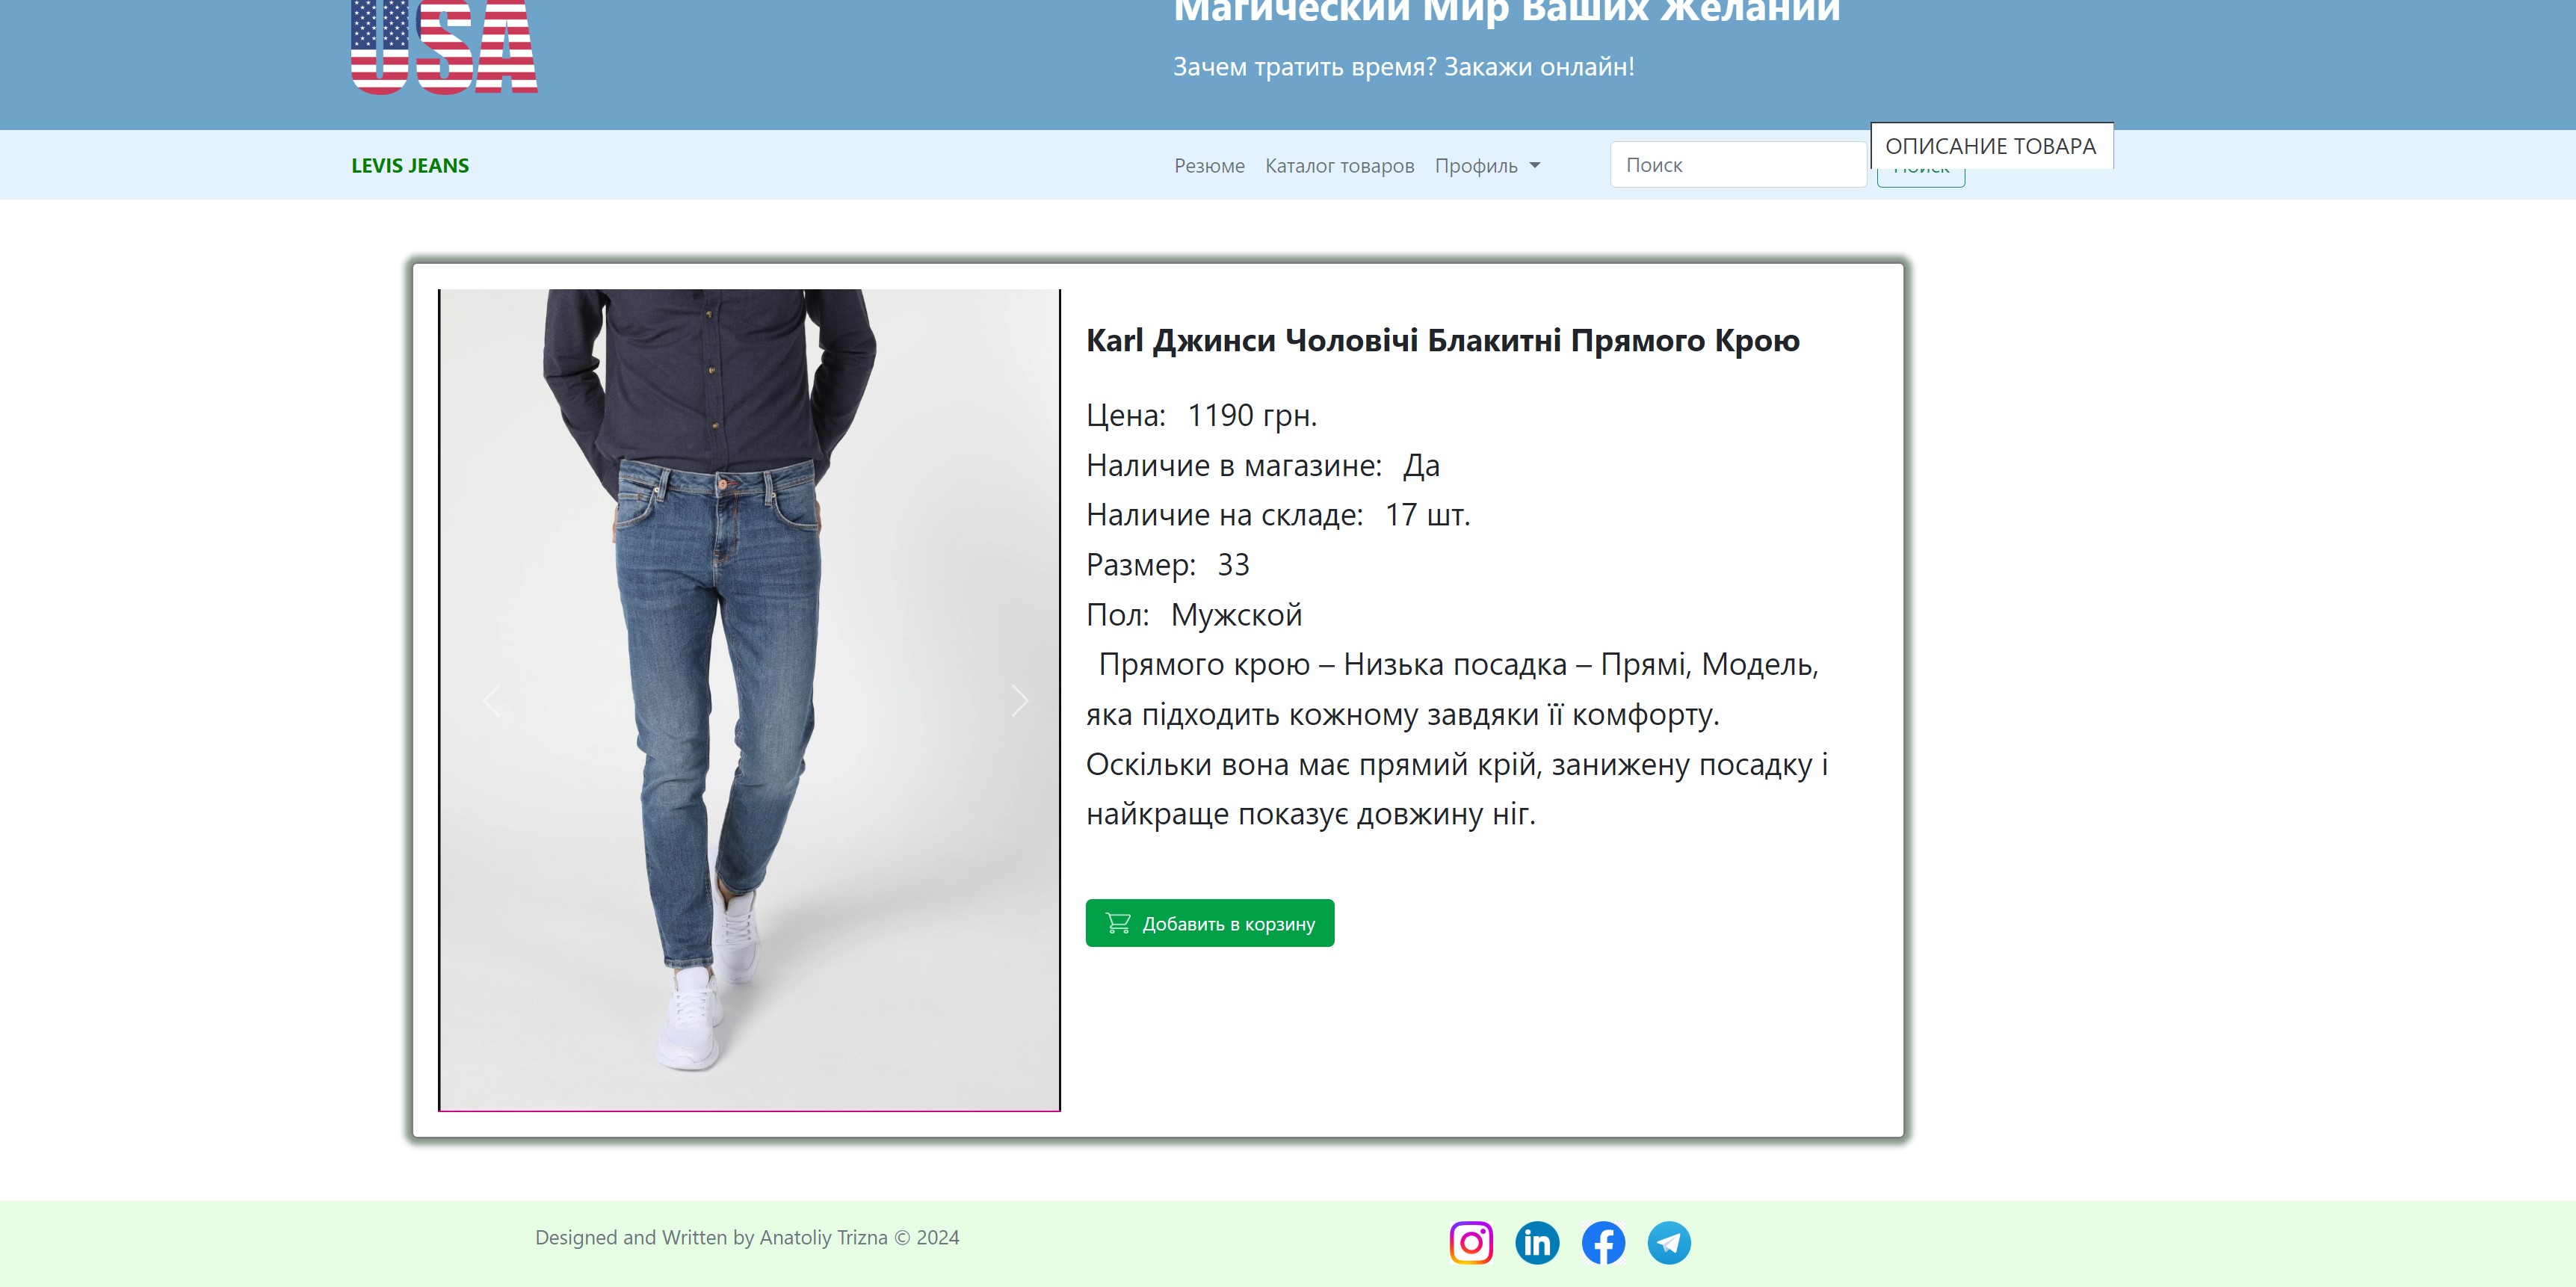 USA
Магический Мир Ваших Желаний
Зачем тратить время? Закажи онлайн!
LEVIS JEANS
Резюме Каталог товаров Профиль
Поиск
ОПИСАНИЕ ТОВАРА
Поиск
Karl Джинси Чоловічі Блакитні Прямого Крою
Цена: 1190 грн.
Наличие в магазине: Да
Наличие на складе: 17 шт.
Размер: 33
Пол: Мужской
Прямого крою – Низька посадка – Прямі, Модель,
яка підходить кожному завдяки її комфорту.
Оскільки вона має прямий крій, занижену посадку і
найкраще показує довжину ніг.
Добавить в корзину
Designed and Written by Anatoliy Trizna © 2024
in